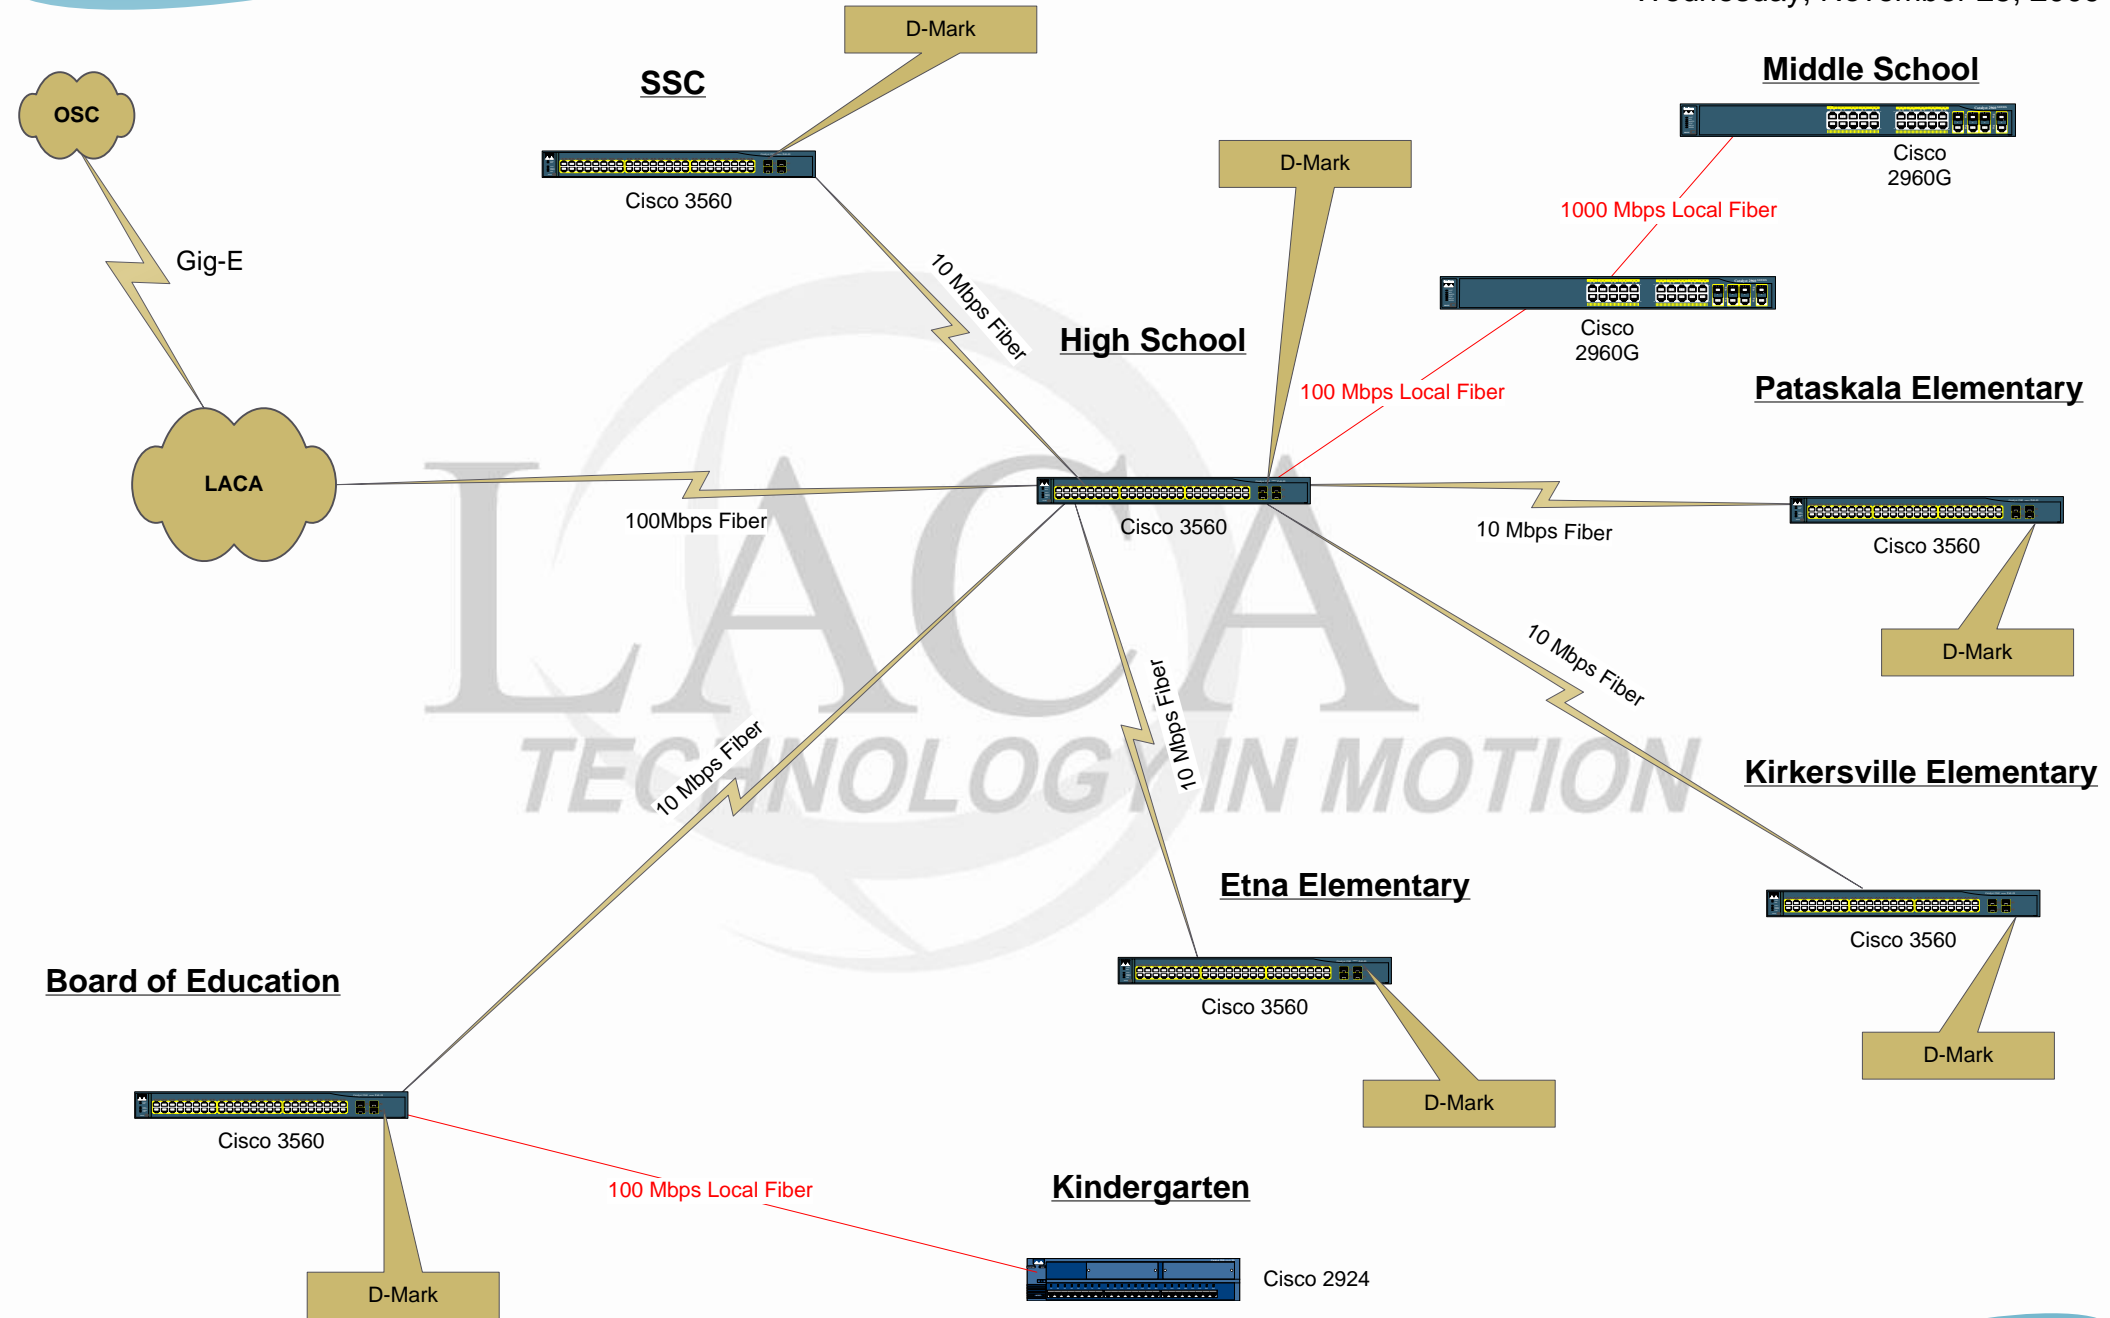 D-Mark
SSC
Middle School
OSC
Cisco
2960G
D-Mark
Cisco 3560
1000 Mbps Local Fiber
Gig-E
10 Mbps Fiber
High School
Cisco
2960G
100 Mbps Local Fiber
Pataskala Elementary
LACA
100Mbps Fiber
Cisco 3560
10 Mbps Fiber
Cisco 3560
LACA
TECHNOLOGY IN MOTION
D-Mark
10 Mbps Fiber
10 Mbps Fiber
10 Mbps Fiber
Kirkersville Elementary
Etna Elementary
Cisco 3560
Board of Education
Cisco 3560
D-Mark
D-Mark
Cisco 3560
100 Mbps Local Fiber
Kindergarten
Cisco 2924
D-Mark